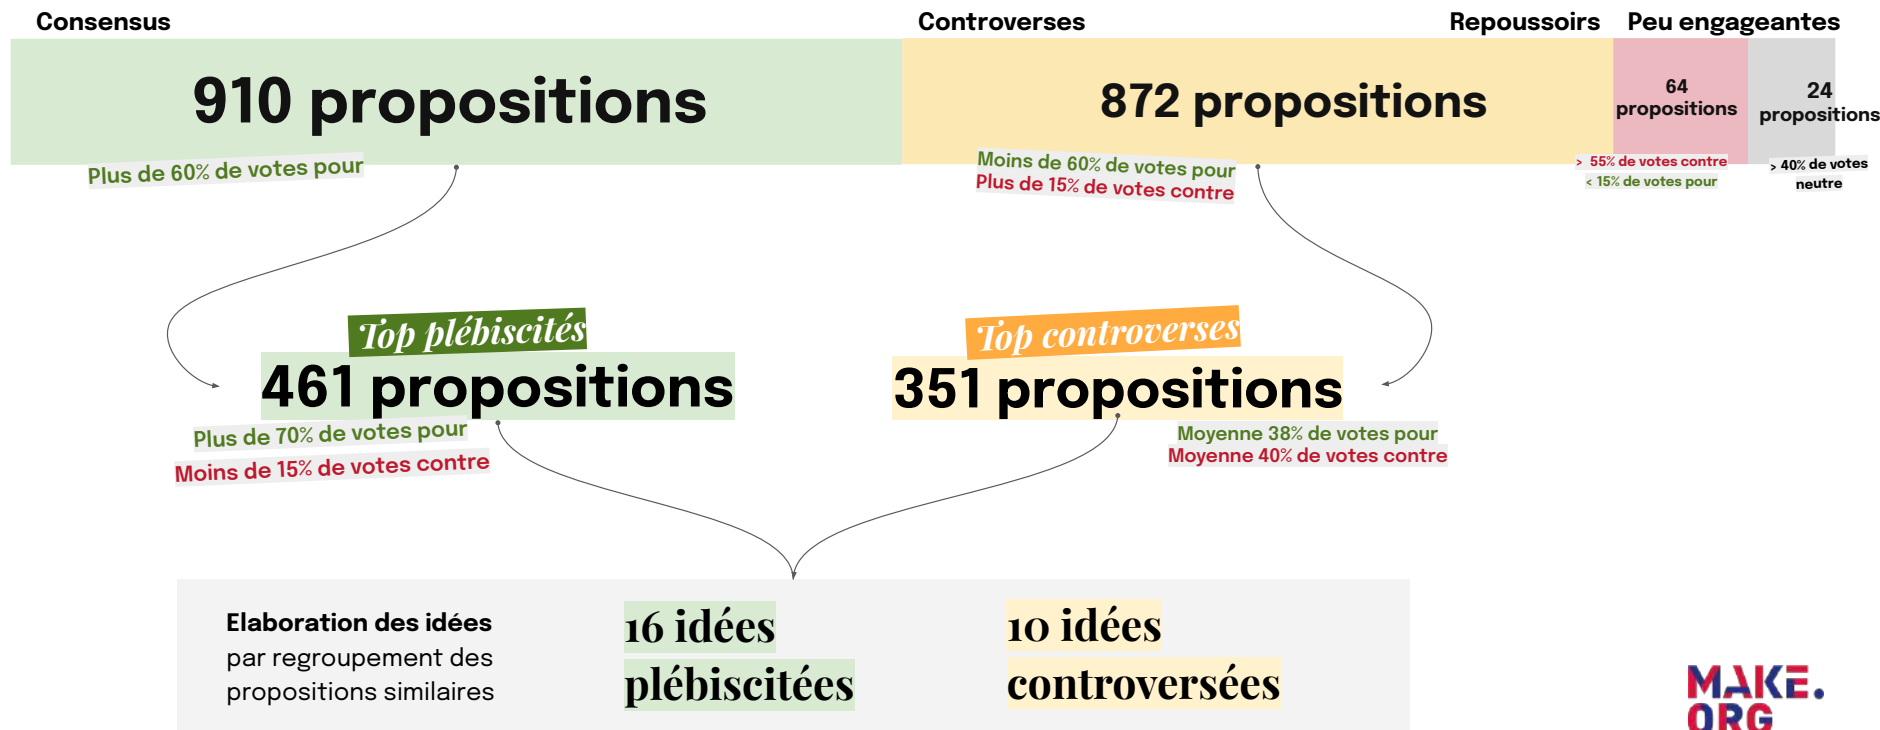 Consensus
Controverses
Repoussoirs
Peu engageantes
910 propositions
872 propositions
64
propositions
24
propositions
Plus de 60% de votes pour
Moins de 60% de votes pour
Plus de 15% de votes contre
> 55% de votes contre
< 15% de votes pour
> 40% de votes
neutre
Top plébiscités
461 propositions
Plus de 70% de votes pour
Moins de 15% de votes contre
Top controverses
351 propositions
Moyenne 38% de votes pour
Moyenne 40% de votes contre
Elaboration des idées
par regroupement des
propositions similaires
16 idées
plébiscitées
10 idées
controversées
MAKE.
ORG